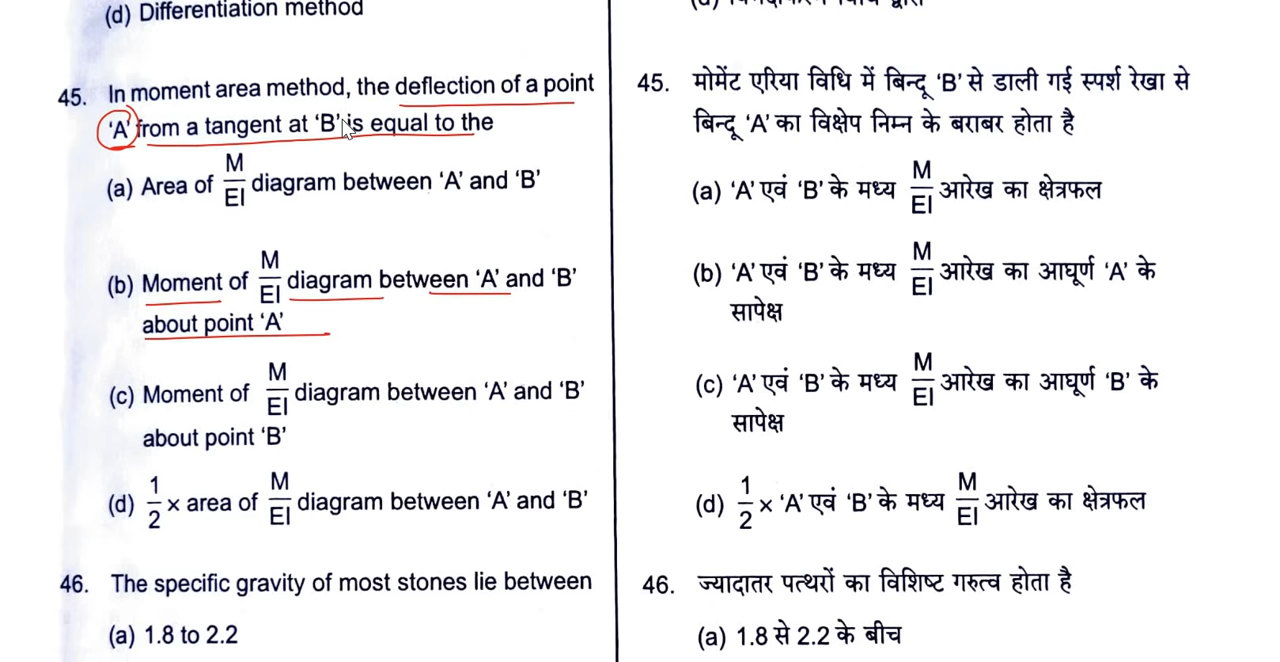 (d) Differentiation method
45. In moment area method, the deflection of a point
‘A’ from a tangent at ‘B’ is equal to the
(a) Area of M/EI diagram between ‘A’ and ‘B’
(b) Moment of M/EI diagram between ‘A’ and ‘B’
about point ‘A’
(c) Moment of M/EI diagram between ‘A’ and ‘B’
about point ‘B’
(d) 1/2 × area of M/EI diagram between ‘A’ and ‘B’
46. The specific gravity of most stones lie between
(a) 1.8 to 2.2
45. मोमेंट एरिया विधि में बिन्दू ‘B’ से डाली गई स्पर्श रेखा से
बिन्दू ‘A’ का विक्षेप निम्न के बराबर होता है
(a) ‘A’ एवं ‘B’ के मध्य M/EI आरेख का क्षेत्रफल
(b) ‘A’ एवं ‘B’ के मध्य M/EI आरेख का आघूर्ण ‘A’ के
सापेक्ष
(c) ‘A’ एवं ‘B’ के मध्य M/EI आरेख का आघूर्ण ‘B’ के
सापेक्ष
(d) 1/2 × ‘A’ एवं ‘B’ के मध्य M/EI आरेख का क्षेत्रफल
46. ज्यादातर पत्थरों का विशिष्ट गरुत्व होता है
(a) 1.8 से 2.2 के बीच